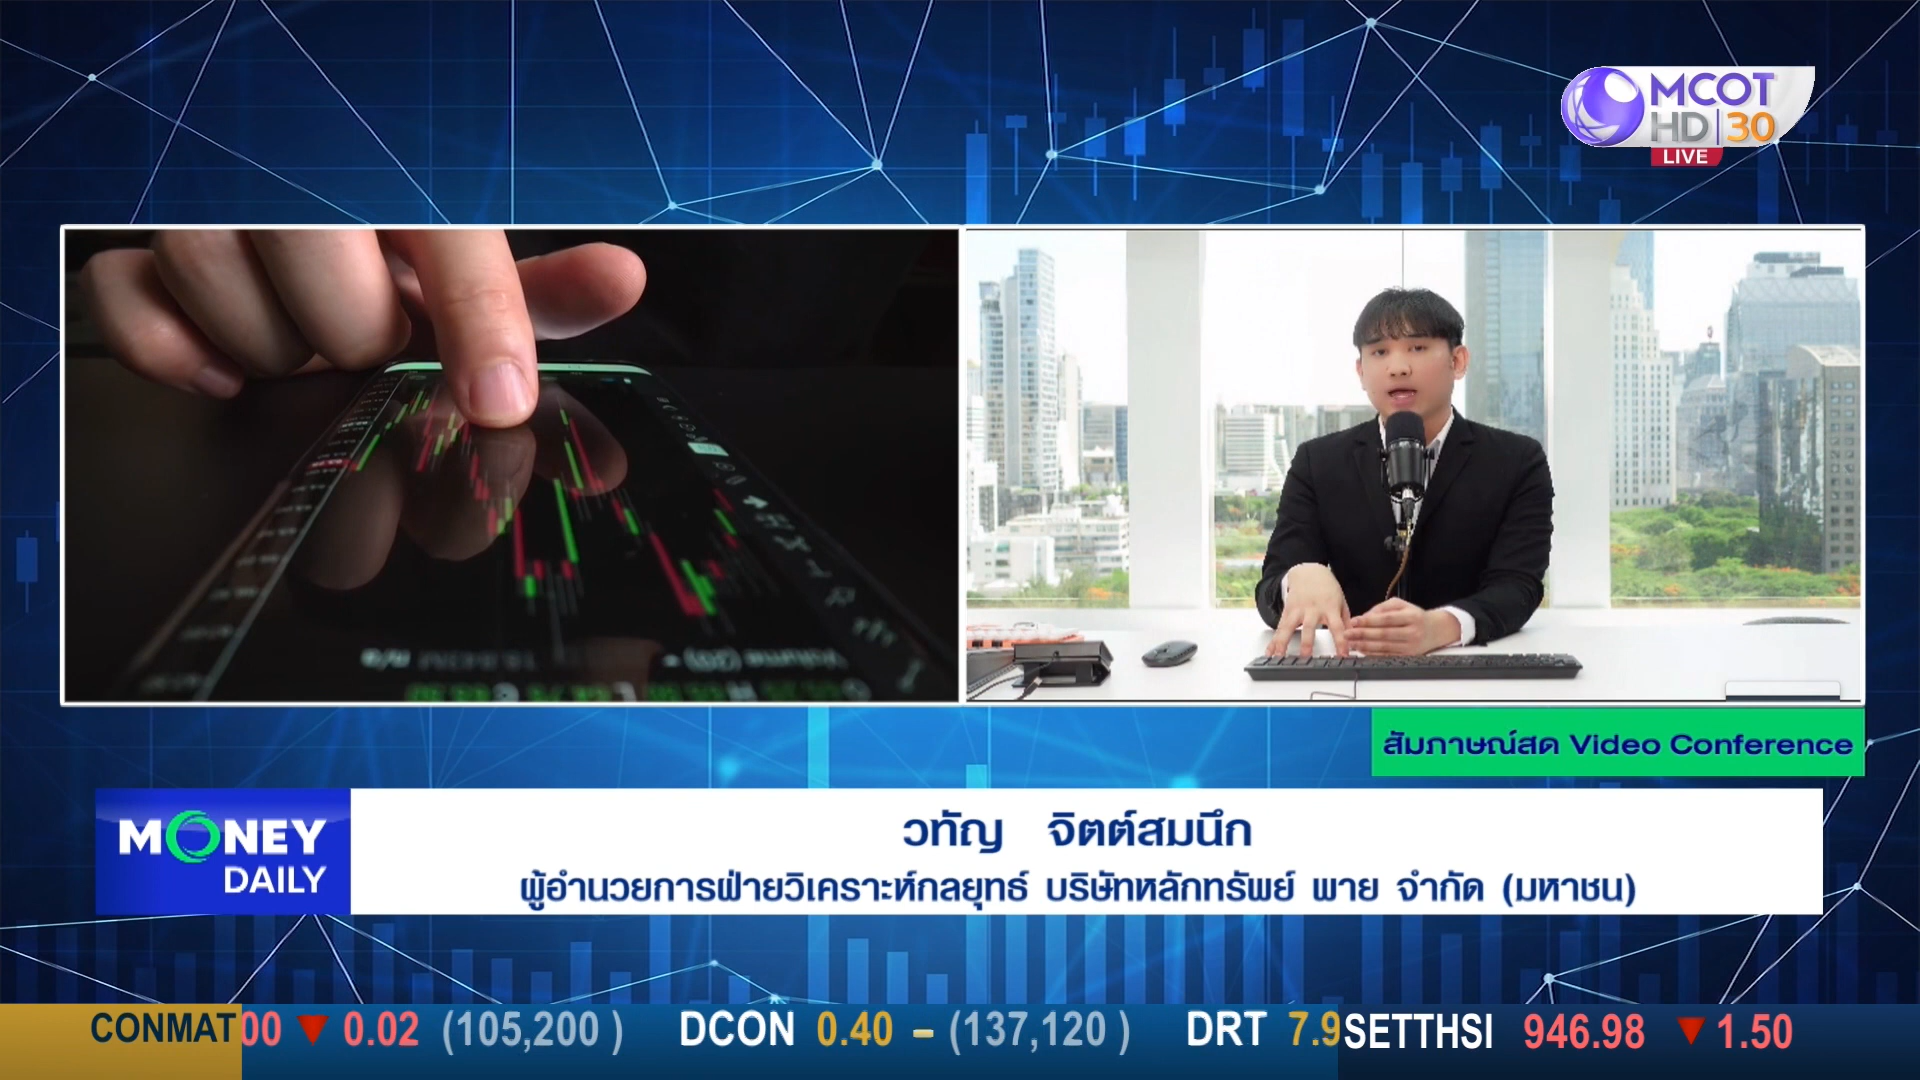 MCOT
HD 30
LIVE
สัมภาษณ์สด Video Conference
MONEY
DAILY
วทัญ จิตต์สมนึก
ผู้อำนวยการฝ่ายวิเคราะห์กลยุทธ์ บริษัทหลักทรัพย์ พาย จำกัด (มหาชน)
CONMAT 00 ▼ 0.02 (105,200 ) DCON 0.40 – (137,120 ) DRT 7.9 SETTHSI 946.98 ▼ 1.50